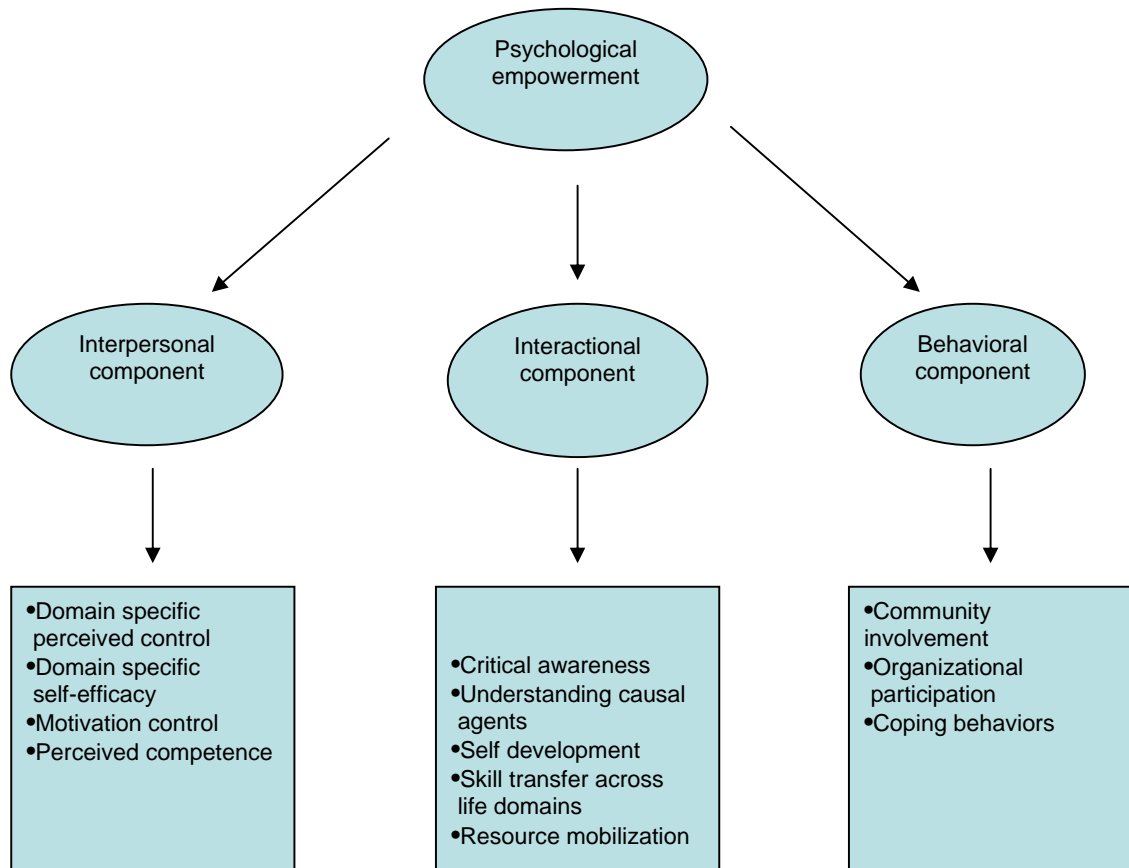 Psychological
empowerment
Interpersonal
component
Interactional
component
Behavioral
component
•Domain specific
perceived control
•Domain specific
self-efficacy
•Motivation control
•Perceived competence
•Critical awareness
•Understanding causal
agents
•Self development
•Skill transfer across
life domains
•Resource mobilization
•Community
involvement
•Organizational
participation
•Coping behaviors